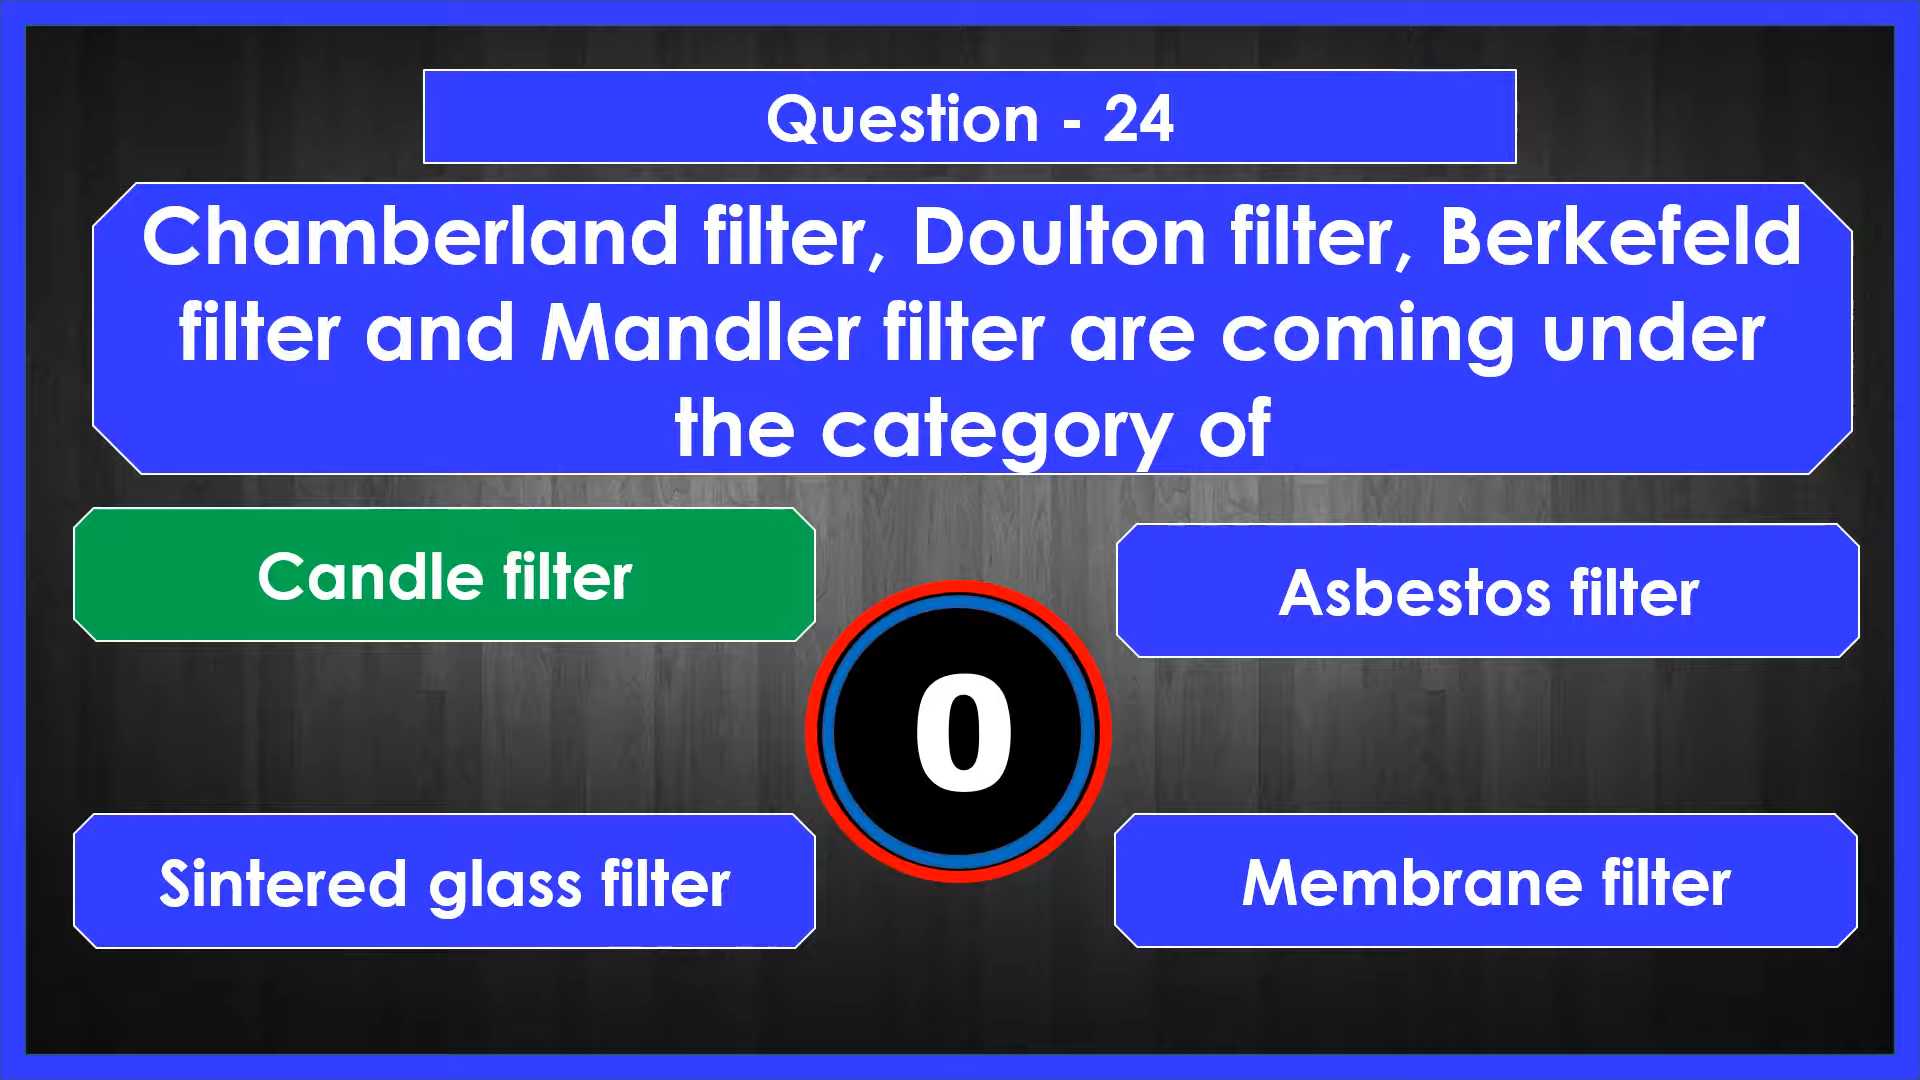 Question - 24
Chamberland filter, Doulton filter, Berkefeld
filter and Mandler filter are coming under
the category of
Candle filter
Asbestos filter
0
Sintered glass filter
Membrane filter